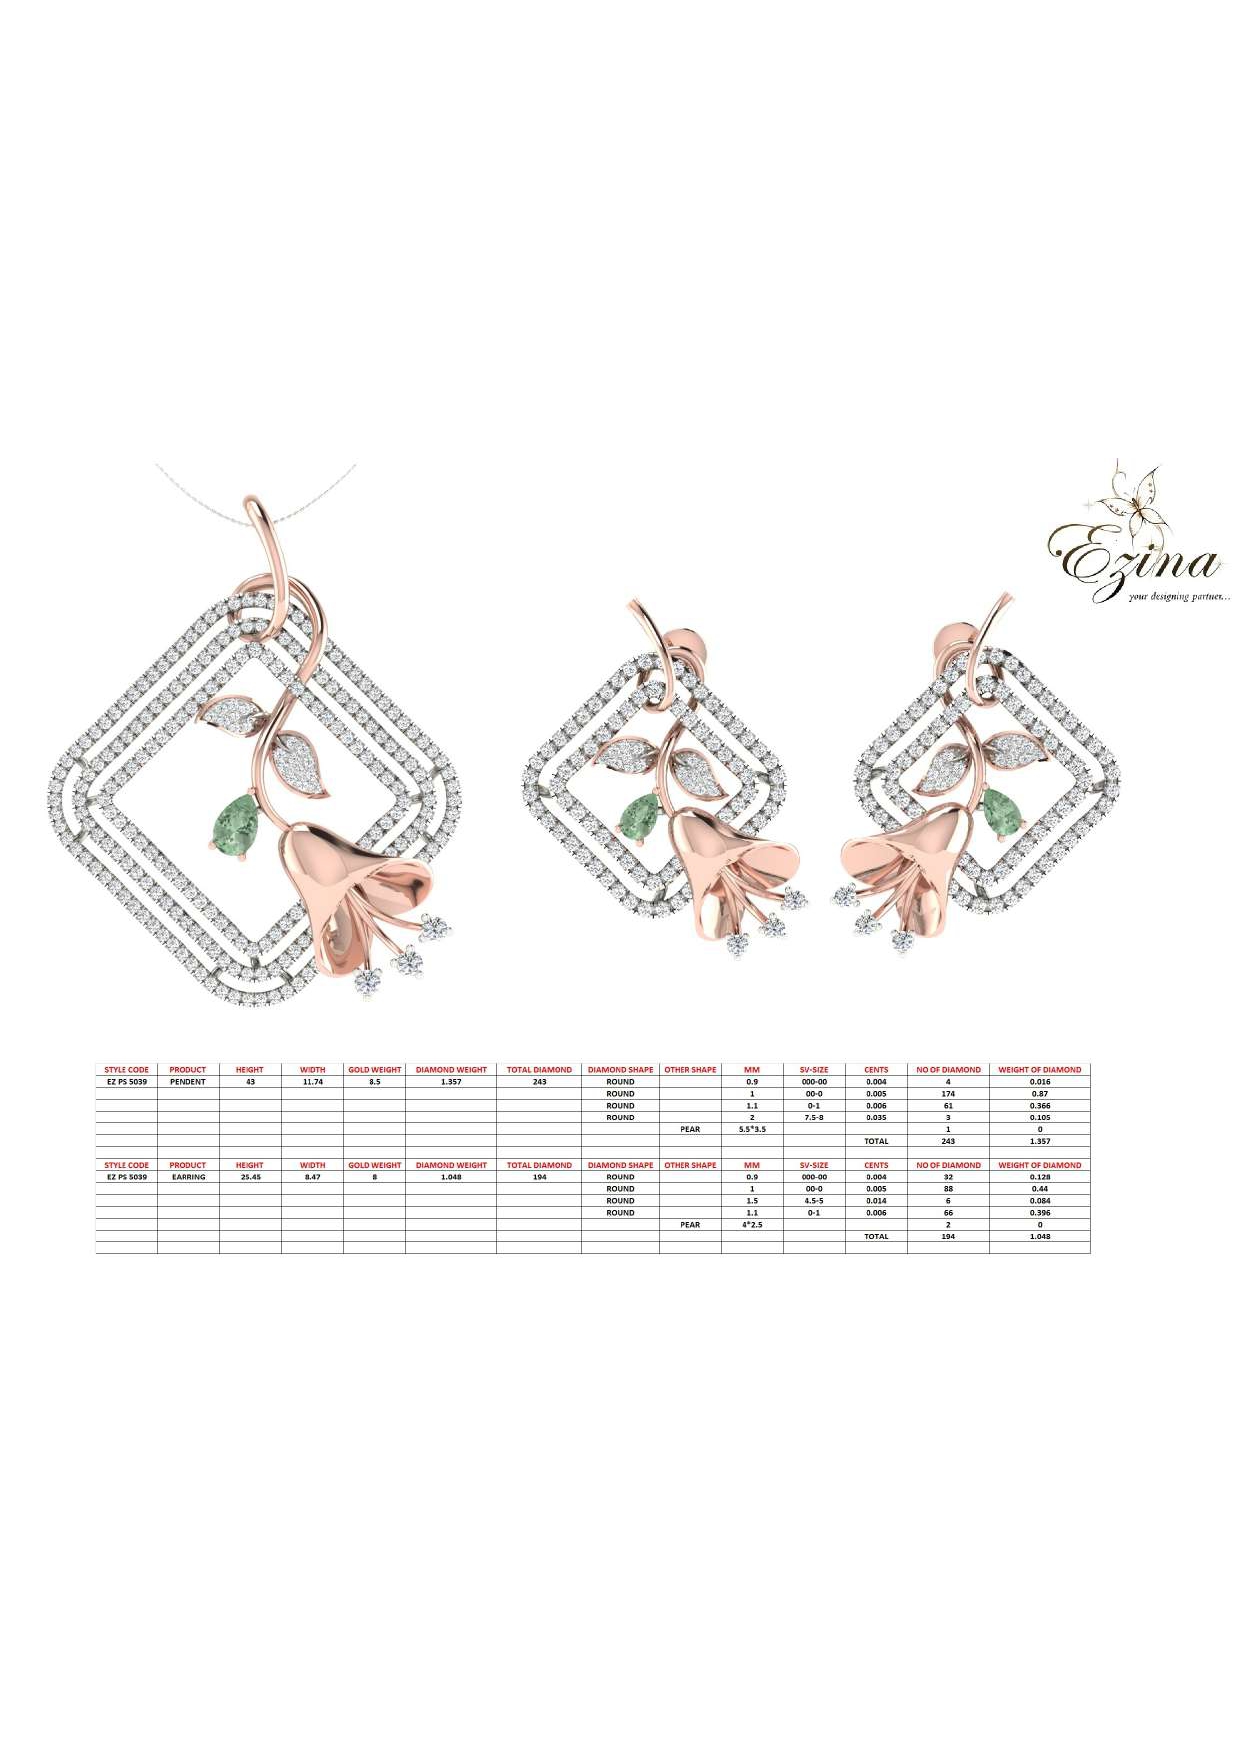 Ezina
your designing partner...
STYLE CODE PRODUCT HEIGHT WIDTH GOLD WEIGHT DIAMOND WEIGHT TOTAL DIAMOND DIAMOND SHAPE OTHER SHAPE MM SV-SIZE CENTS NO OF DIAMOND WEIGHT OF DIAMOND
EZ PS 5039 PENDENT 43 11.74 8.5 1.357 243 ROUND 0.9 000-00 0.004 4 0.016
ROUND 1 00-0 0.005 174 0.87
ROUND 1.1 0-1 0.006 61 0.366
ROUND 2 7.5-8 0.035 3 0.105
PEAR 5.5*3.5 1 0
TOTAL 243 1.357
STYLE CODE PRODUCT HEIGHT WIDTH GOLD WEIGHT DIAMOND WEIGHT TOTAL DIAMOND DIAMOND SHAPE OTHER SHAPE MM SV-SIZE CENTS NO OF DIAMOND WEIGHT OF DIAMOND
EZ PS 5039 EARRING 25.45 8.47 8 1.048 194 ROUND 0.9 000-00 0.004 32 0.128
ROUND 1 00-0 0.005 88 0.44
ROUND 1.5 4.5-5 0.014 6 0.084
ROUND 1.1 0-1 0.006 66 0.396
PEAR 4*2.5 2 0
TOTAL 194 1.048